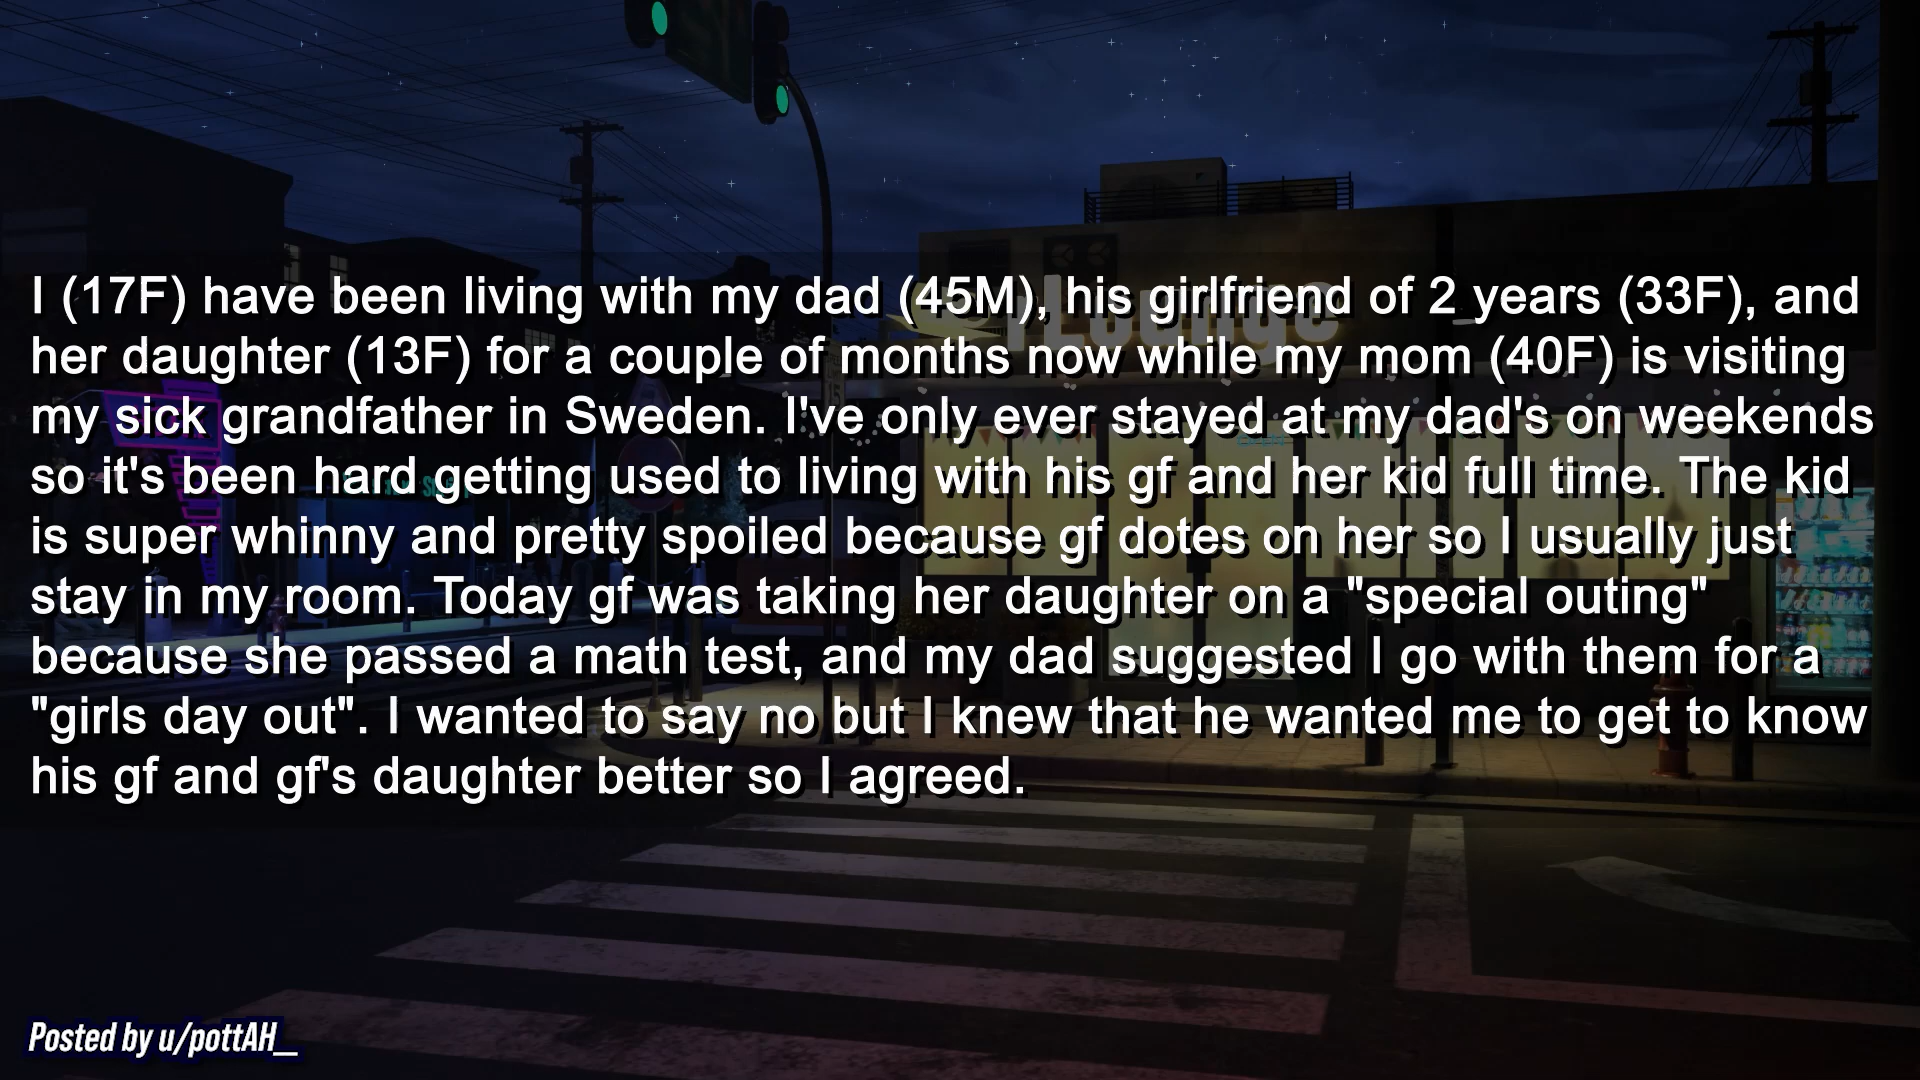 I (17F) have been living with my dad (45M), his girlfriend of 2 years (33F), and
her daughter (13F) for a couple of months now while my mom (40F) is visiting
my sick grandfather in Sweden. I've only ever stayed at my dad's on weekends
so it's been hard getting used to living with his gf and her kid full time. The kid
is super whinny and pretty spoiled because gf dotes on her so I usually just
stay in my room. Today gf was taking her daughter on a "special outing"
because she passed a math test, and my dad suggested I go with them for a
"girls day out". I wanted to say no but I knew that he wanted me to get to know
his gf and gf's daughter better so I agreed.
Posted by u/pottAH_